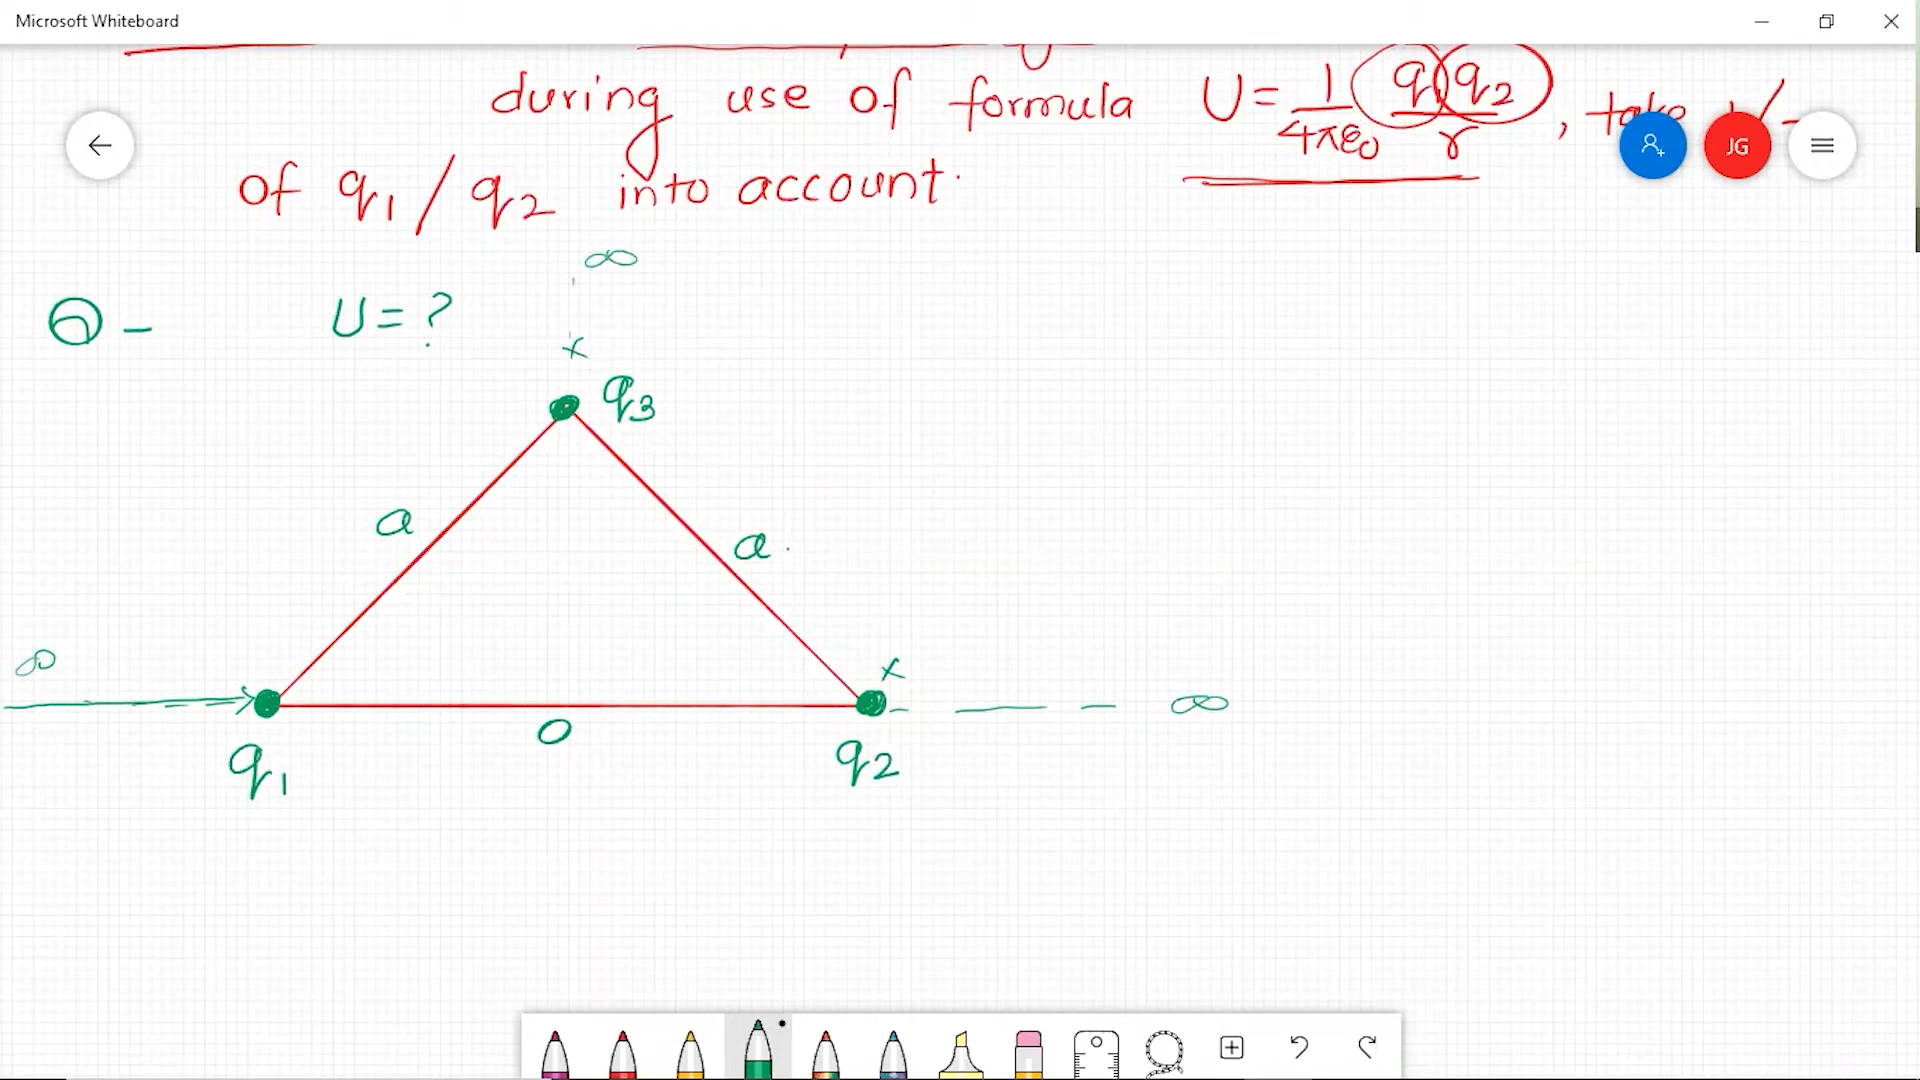 Microsoft Whiteboard
during use of formula U = 1/4πε0 q1q2/r , take +/-
of q1 / q2 into account.
∞
Q - U = ?
x
q3
a
a
∞
x
∞
a
q1
q2
JG